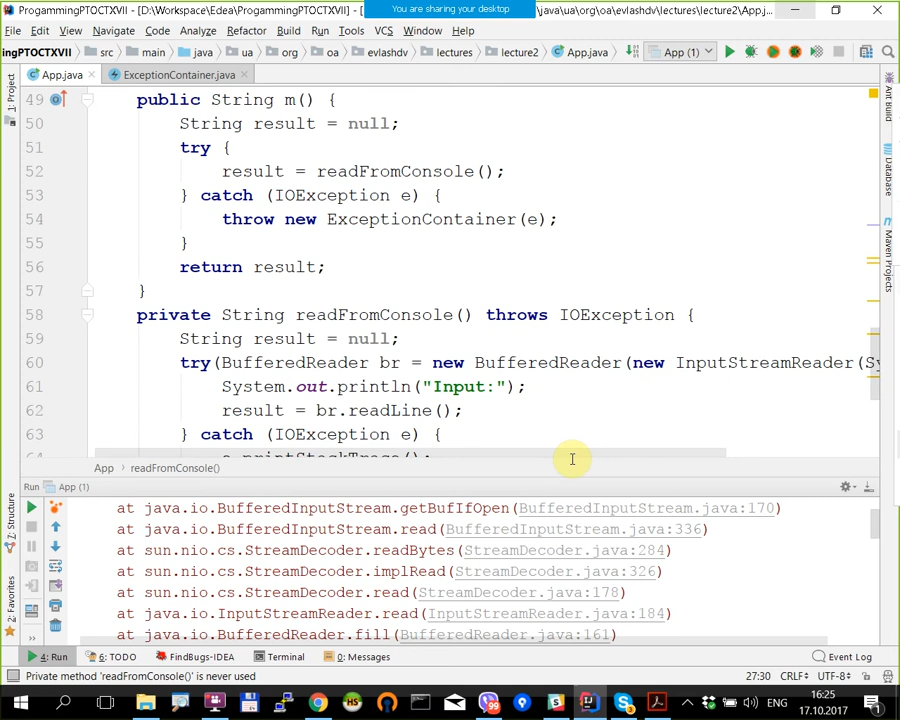 ProgammingPTOCTXVII - [D:\Workspace\Edea\ProgammingPTOCTXVII] - [
You are sharing your desktop
\java\ua\org\oa\evlashdv\lectures\lecture2\App.j...
File Edit View Navigate Code Analyze Refactor Build Run Tools VCS Window Help
ingPTOCTXVII src main java ua org oa evlashdv lectures lecture2 App.java App (1)
App.java ExceptionContainer.java
49 public String m() {
50 String result = null;
51 try {
52 result = readFromConsole();
53 } catch (IOException e) {
54 throw new ExceptionContainer(e);
55 }
56 return result;
57 }
58 private String readFromConsole() throws IOException {
59 String result = null;
60 try(BufferedReader br = new BufferedReader(new InputStreamReader(Sy
61 System.out.println("Input:");
62 result = br.readLine();
63 } catch (IOException e) {
64 e.printStackTrace();
App readFromConsole()
Run App (1)
at java.io.BufferedInputStream.getBufIfOpen(BufferedInputStream.java:170)
at java.io.BufferedInputStream.read(BufferedInputStream.java:336)
at sun.nio.cs.StreamDecoder.readBytes(StreamDecoder.java:284)
at sun.nio.cs.StreamDecoder.implRead(StreamDecoder.java:326)
at sun.nio.cs.StreamDecoder.read(StreamDecoder.java:178)
at java.io.InputStreamReader.read(InputStreamReader.java:184)
at java.io.BufferedReader.fill(BufferedReader.java:161)
1: Project
7: Structure
2: Favorites
Ant Build
Database
Maven Projects
4: Run 6: TODO FindBugs-IDEA Terminal 0: Messages Event Log
Private method 'readFromConsole()' is never used 27:30 CRLF UTF-8
99 ENG 16:25
17.10.2017 1